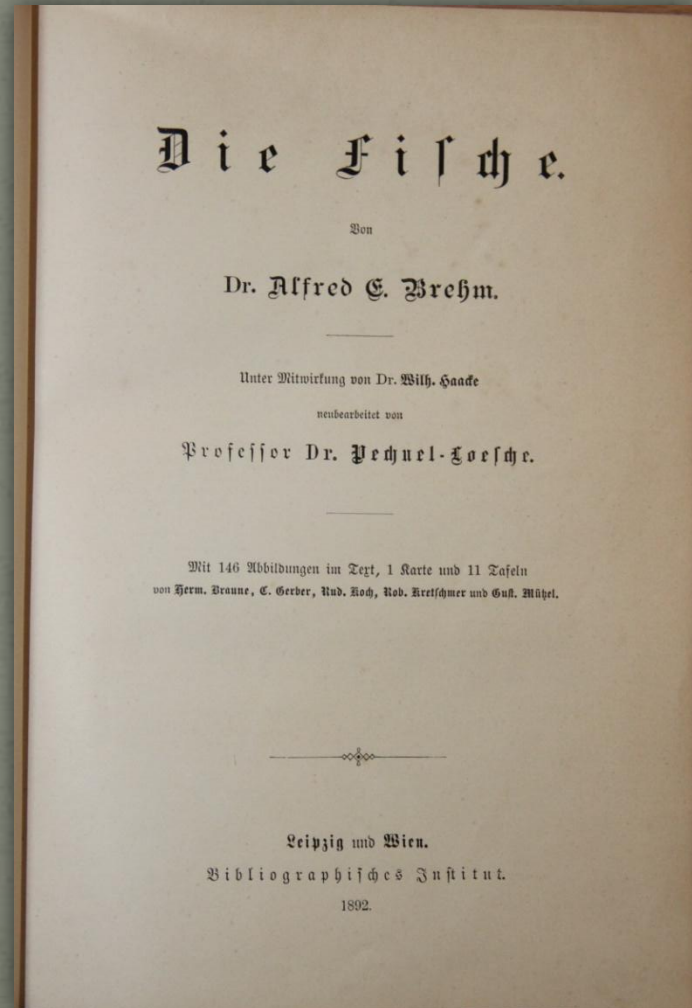 Die Fische.
Von
Dr. Alfred E. Brehm.
Unter Mitwirkung von Dr. Wilh. Haacke
neubearbeitet von
Professor Dr. Pechuel-Loesche.
Mit 146 Abbildungen im Text, 1 Karte und 11 Tafeln
von Herm. Braune, C. Gerber, Rud. Koch, Rob. Kretschmer und Gust. Mützel.
Leipzig und Wien.
Bibliographisches Institut.
1892.